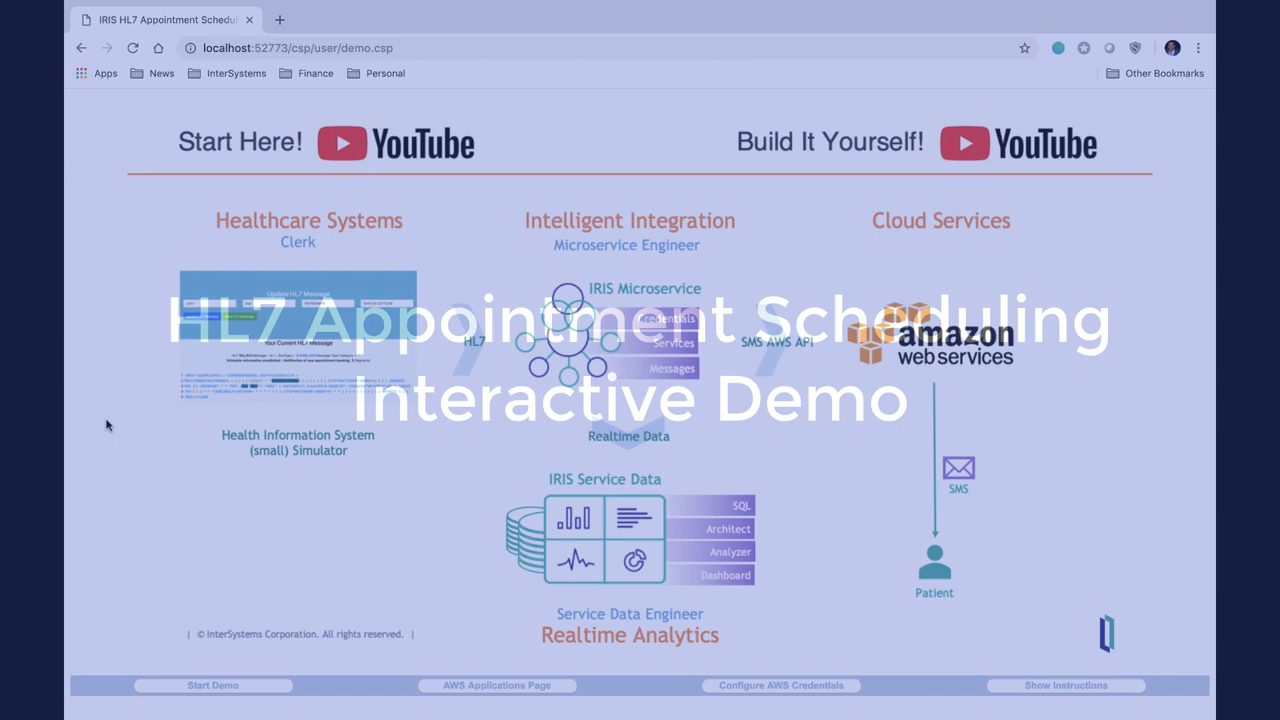 IRIS HL7 Appointment Schedul
localhost:52773/csp/user/demo.csp
Apps News InterSystems Finance Personal Other Bookmarks
Start Here! YouTube Build It Yourself! YouTube
Healthcare Systems Intelligent Integration Cloud Services
Clerk Microservice Engineer
Update HL7 Message
Your Current HL7 Message
IRIS Microservice
Credentials
Services
Messages
HL7
SMS AWS API
amazon
web services
HL7 Appointment Scheduling
Interactive Demo
Health Information System
(small) Simulator
Realtime Data
IRIS Service Data
SQL
Architect
Analyzer
Dashboard
SMS
Patient
Service Data Engineer
Realtime Analytics
| © InterSystems Corporation. All rights reserved. |
Start Demo AWS Applications Page Configure AWS Credentials Show Instructions